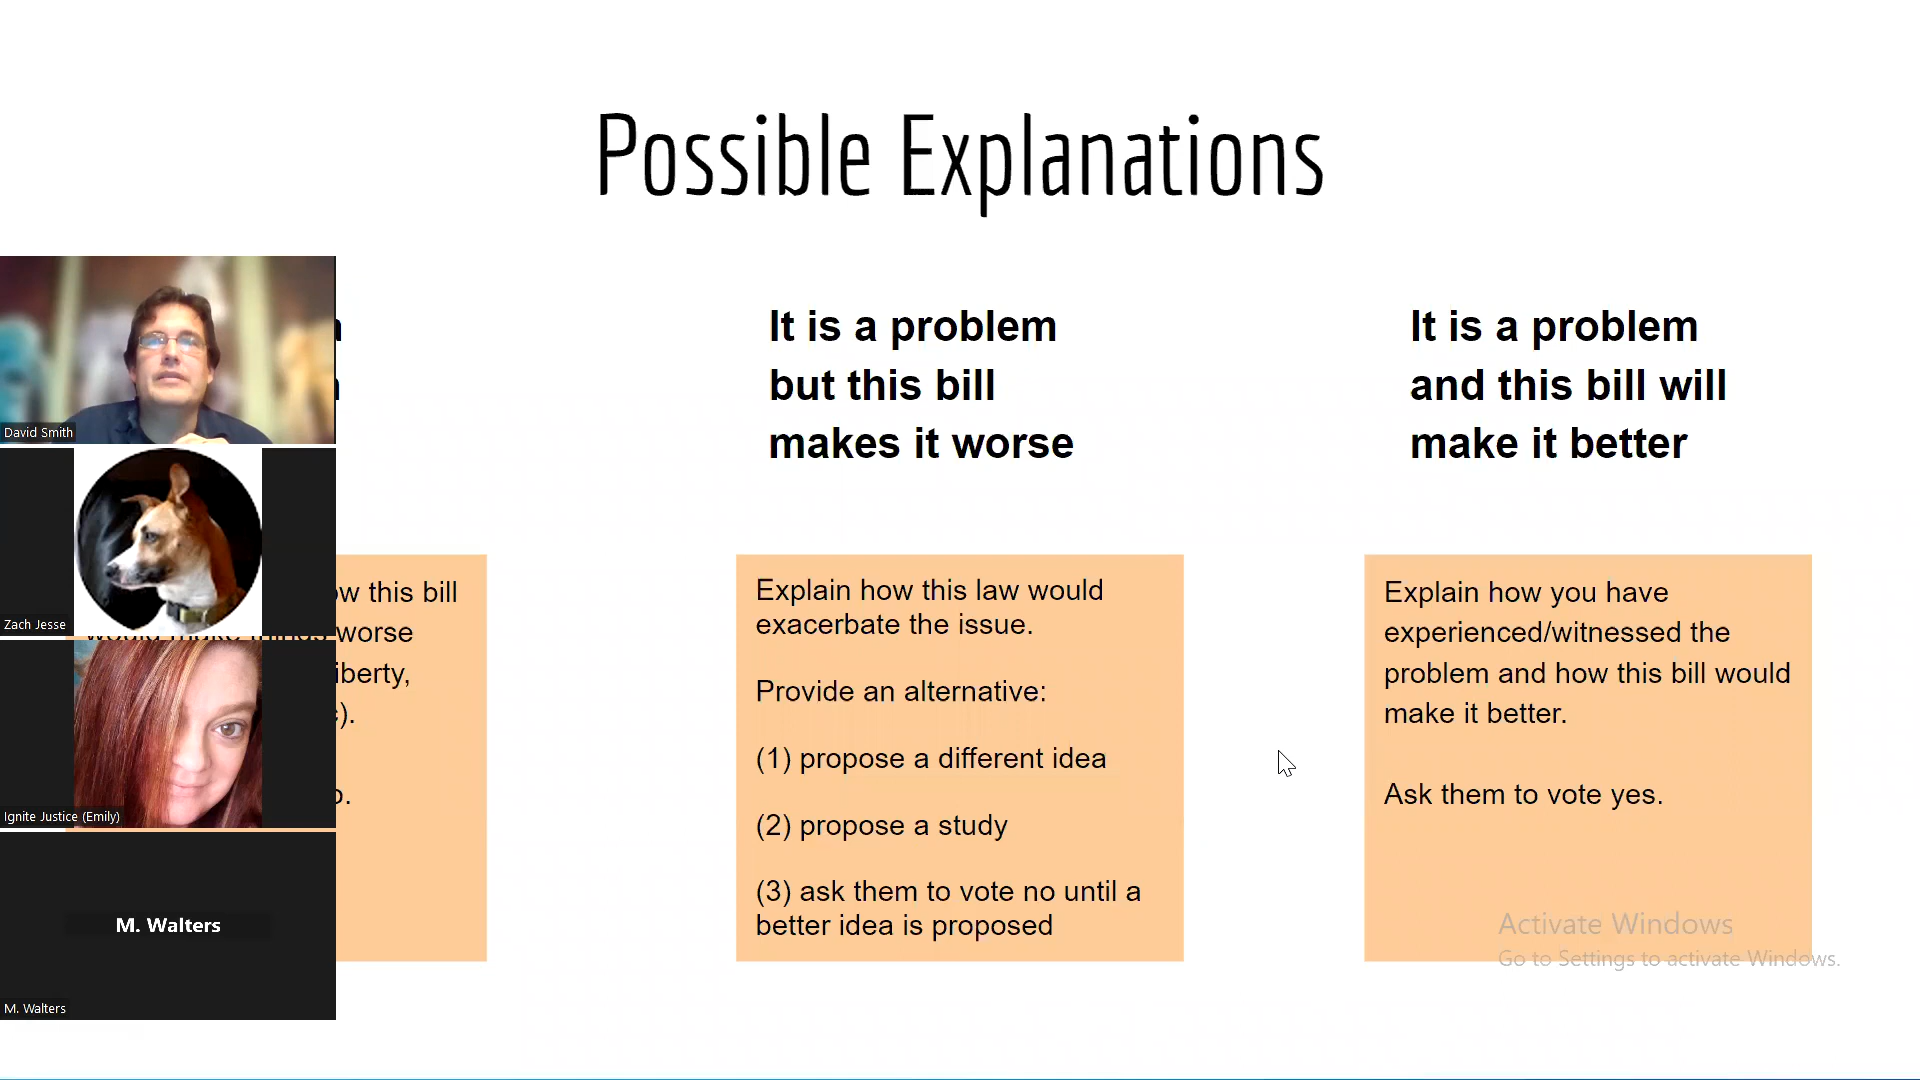 Possible Explanations
It is a problem
but this bill
makes it worse
It is a problem
and this bill will
make it better
David Smith
Zach Jesse
Ignite Justice (Emily)
M. Walters
M. Walters
this bill
worse
Explain how this law would
exacerbate the issue.
Provide an alternative:
(1) propose a different idea
(2) propose a study
(3) ask them to vote no until a
better idea is proposed
Explain how you have
experienced/witnessed the
problem and how this bill would
make it better.
Ask them to vote yes.
Activate Windows
Go to Settings to activate Windows.